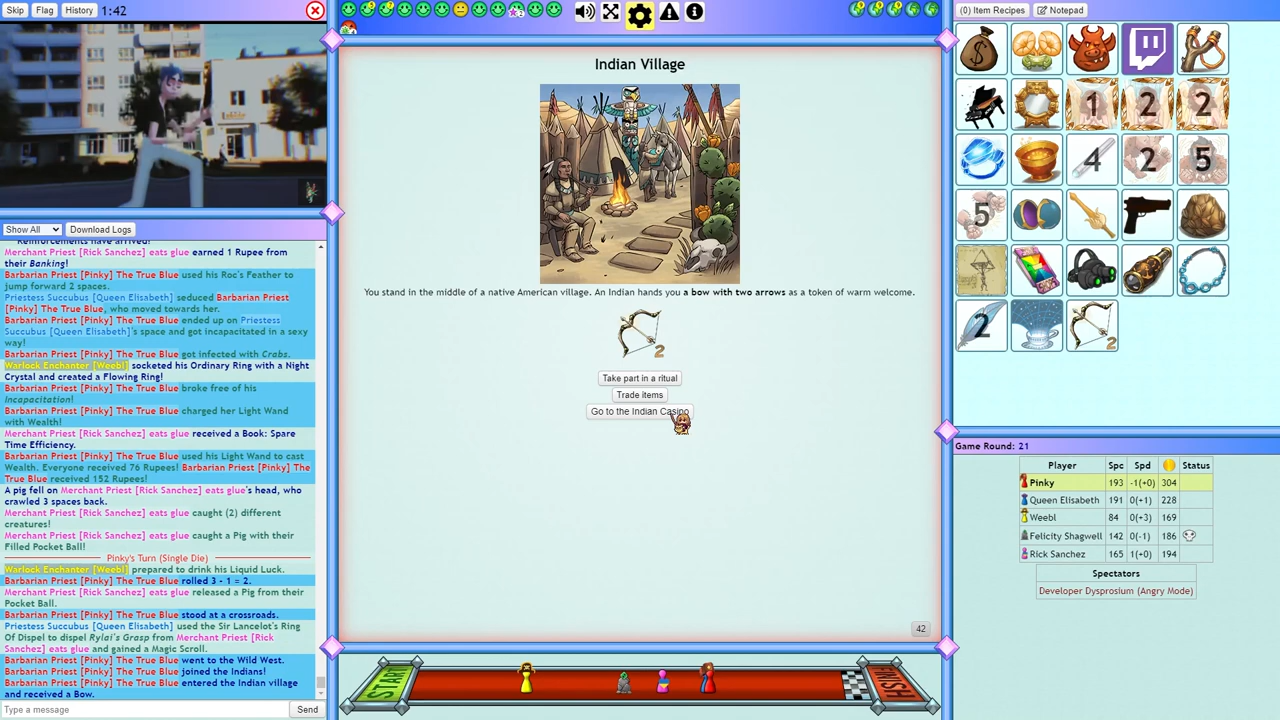 Skip
Flag
History
1:42
Show All
Download Logs
Reinforcements have arrived!
Merchant Priest [Rick Sanchez] eats glue earned 1 Rupee from
their Banking!
Barbarian Priest [Pinky] The True Blue used his Roc's Feather to
jump forward 2 spaces.
Priestess Succubus [Queen Elisabeth] seduced Barbarian Priest
[Pinky] The True Blue, who moved towards her.
Barbarian Priest [Pinky] The True Blue ended up on Priestess
Succubus [Queen Elisabeth]'s space and got incapacitated in a sexy
way!
Barbarian Priest [Pinky] The True Blue got infected with Crabs.
Warlock Enchanter [Weebl] socketed his Ordinary Ring with a Night
Crystal and created a Flowing Ring!
Barbarian Priest [Pinky] The True Blue broke free of his
Incapacitation!
Barbarian Priest [Pinky] The True Blue charged her Light Wand
with Wealth!
Merchant Priest [Rick Sanchez] eats glue received a Book: Spare
Time Efficiency.
Barbarian Priest [Pinky] The True Blue used his Light Wand to cast
Wealth. Everyone received 76 Rupees! Barbarian Priest [Pinky] The
True Blue received 152 Rupees!
A pig fell on Merchant Priest [Rick Sanchez] eats glue's head, who
crawled 3 spaces back.
Merchant Priest [Rick Sanchez] eats glue caught (2) different
creatures!
Merchant Priest [Rick Sanchez] eats glue caught a Pig with their
Filled Pocket Ball!
Pinky's Turn (Single Die)
Warlock Enchanter [Weebl] prepared to drink his Liquid Luck.
Barbarian Priest [Pinky] The True Blue rolled 3 - 1 = 2.
Merchant Priest [Rick Sanchez] eats glue released a Pig from their
Pocket Ball.
Barbarian Priest [Pinky] The True Blue stood at a crossroads.
Priestess Succubus [Queen Elisabeth] used the Sir Lancelot's Ring
Of Dispel to dispel Rylai's Grasp from Merchant Priest [Rick
Sanchez] eats glue and gained a Magic Scroll.
Barbarian Priest [Pinky] The True Blue went to the Wild West.
Barbarian Priest [Pinky] The True Blue joined the Indians!
Barbarian Priest [Pinky] The True Blue entered the Indian village
and received a Bow.
Type a message
Send
Indian Village
You stand in the middle of a native American village. An Indian hands you a bow with two arrows as a token of warm welcome.
2
Take part in a ritual
Trade items
Go to the Indian Casino
42
START
FINISH
(0) Item Recipes
Notepad
1
2
2
4
2
5
5
2
2
Game Round: 21
Player Spc Spd Status
Pinky 193 -1(+0) 304
Queen Elisabeth 191 0(+1) 228
Weebl 84 0(+3) 169
Felicity Shagwell 142 0(-1) 186
Rick Sanchez 165 1(+0) 194
Spectators
Developer Dysprosium (Angry Mode)